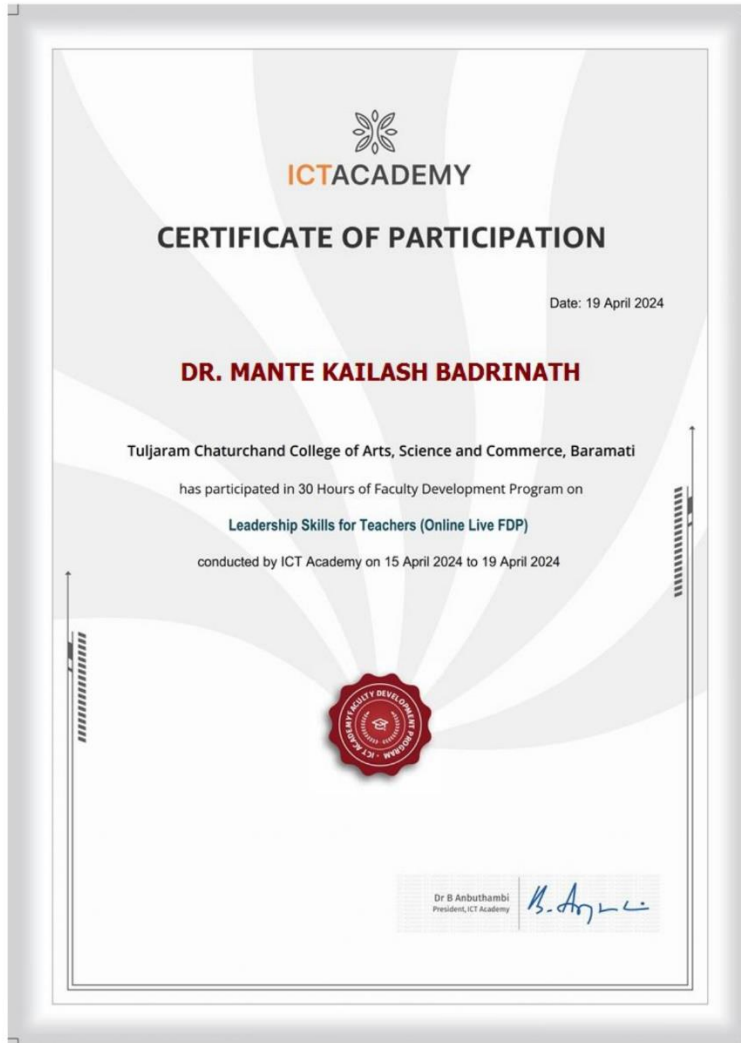 ICTACADEMY
CERTIFICATE OF PARTICIPATION
Date: 19 April 2024
DR. MANTE KAILASH BADRINATH
Tuljaram Chaturchand College of Arts, Science and Commerce, Baramati
has participated in 30 Hours of Faculty Development Program on
Leadership Skills for Teachers (Online Live FDP)
conducted by ICT Academy on 15 April 2024 to 19 April 2024
ICT ACADEMY FACULTY DEVELOPMENT PROGRAM
Dr B Anbuthambi
President, ICT Academy